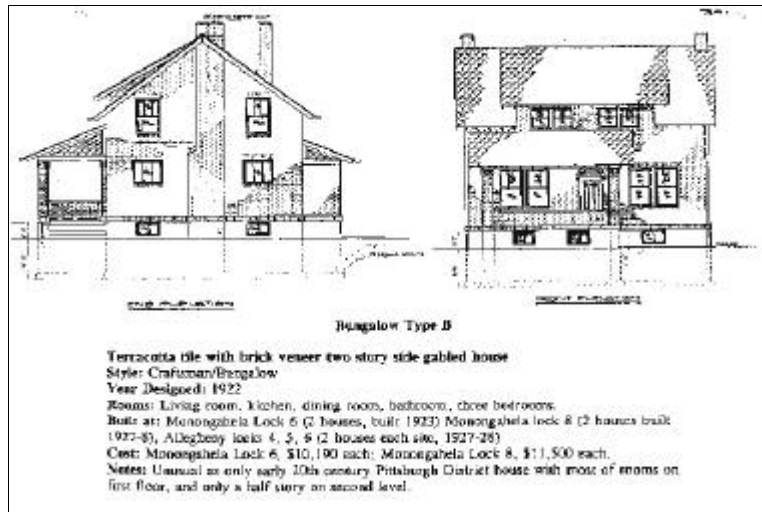 FRONT ELEVATION
Bungalow Type B
Terracotta tile with brick veneer two story side gabled house
Style: Craftsman/Bungalow
Year Designed: 1922
Rooms: Living room, kitchen, dining room, bathroom, three bedrooms.
Built at: Monongahela Lock 6 (2 houses, built 1923) Monongahela lock 8 (2 houses built
1927-8), Allegheny locks 4, 5, 6 (2 houses each site, 1927-28)
Cost: Monongahela Lock 6, $10,190 each; Monongahela Lock 8, $11,500 each.
Notes: Unusual as only early 20th century Pittsburgh District house with most of rooms on
first floor, and only a half story on second level.